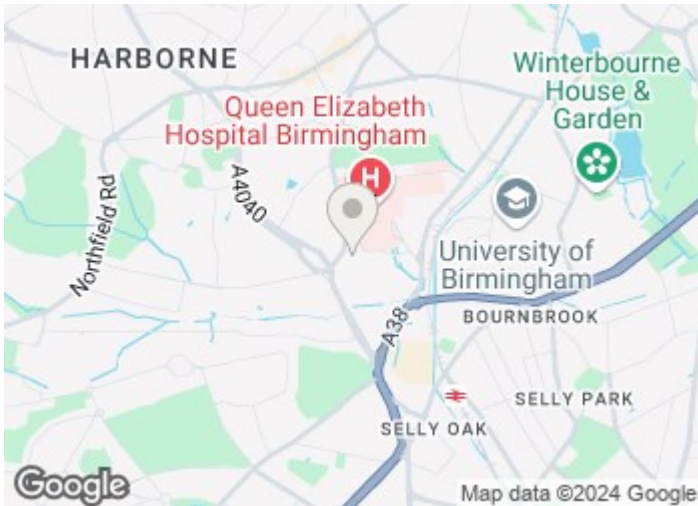 HARBORNE
Winterbourne
House &
Garden
Queen Elizabeth
Hospital Birmingham
H
A4040
Northfield Rd
University of
Birmingham
A38
BOURNBROOK
SELLY PARK
SELLY OAK
Google
Map data ©2024 Google